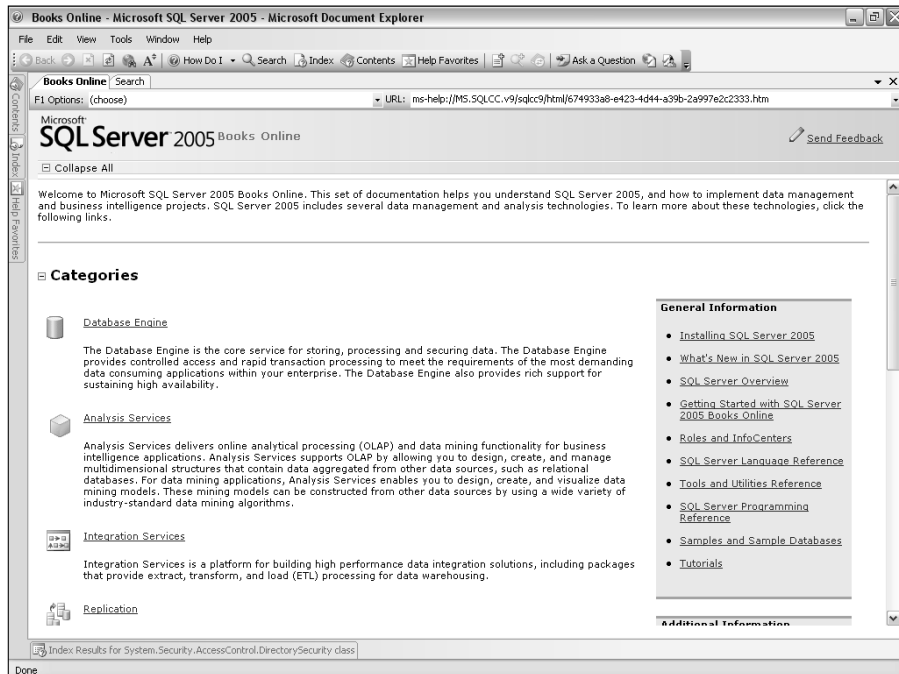 Books Online - Microsoft SQL Server 2005 - Microsoft Document Explorer
File Edit View Tools Window Help
Back How Do I Search Index Contents Help Favorites Ask a Question
Contents
Index
Help Favorites
Books Online Search
F1 Options: (choose) URL: ms-help://MS.SQLCC.v9/sqlcc9/html/674933a8-e423-4d44-a39b-2a997e2c2333.htm
Microsoft
SQL Server 2005 Books Online
Send Feedback
Collapse All
Welcome to Microsoft SQL Server 2005 Books Online. This set of documentation helps you understand SQL Server 2005, and how to implement data management
and business intelligence projects. SQL Server 2005 includes several data management and analysis technologies. To learn more about these technologies, click the
following links.
Categories
Database Engine
The Database Engine is the core service for storing, processing and securing data. The Database Engine
provides controlled access and rapid transaction processing to meet the requirements of the most demanding
data consuming applications within your enterprise. The Database Engine also provides rich support for
sustaining high availability.
Analysis Services
Analysis Services delivers online analytical processing (OLAP) and data mining functionality for business
intelligence applications. Analysis Services supports OLAP by allowing you to design, create, and manage
multidimensional structures that contain data aggregated from other data sources, such as relational
databases. For data mining applications, Analysis Services enables you to design, create, and visualize data
mining models. These mining models can be constructed from other data sources by using a wide variety of
industry-standard data mining algorithms.
Integration Services
Integration Services is a platform for building high performance data integration solutions, including packages
that provide extract, transform, and load (ETL) processing for data warehousing.
Replication
General Information
Installing SQL Server 2005
What's New in SQL Server 2005
SQL Server Overview
Getting Started with SQL Server
2005 Books Online
Roles and InfoCenters
SQL Server Language Reference
Tools and Utilities Reference
SQL Server Programming
Reference
Samples and Sample Databases
Tutorials
Additional Information
Index Results for System.Security.AccessControl.DirectorySecurity class
Done